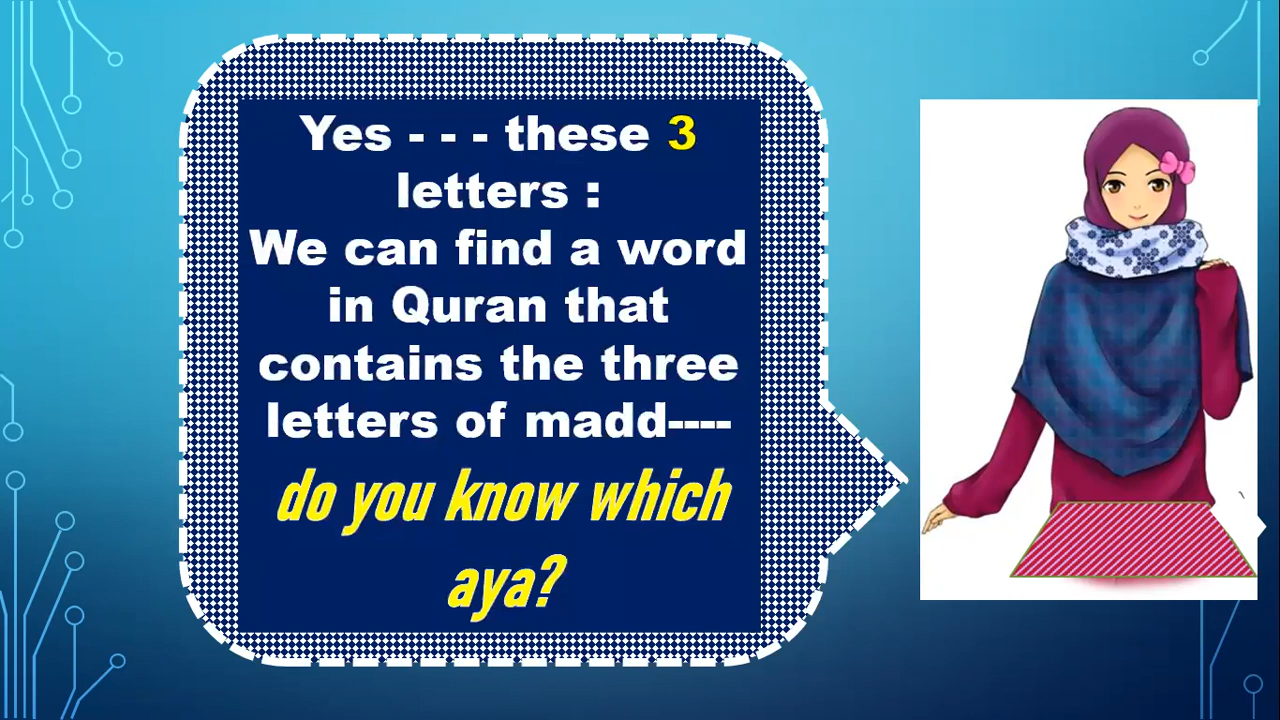 Yes - - - these 3
letters :
We can find a word
in Quran that
contains the three
letters of madd----
do you know which
aya?